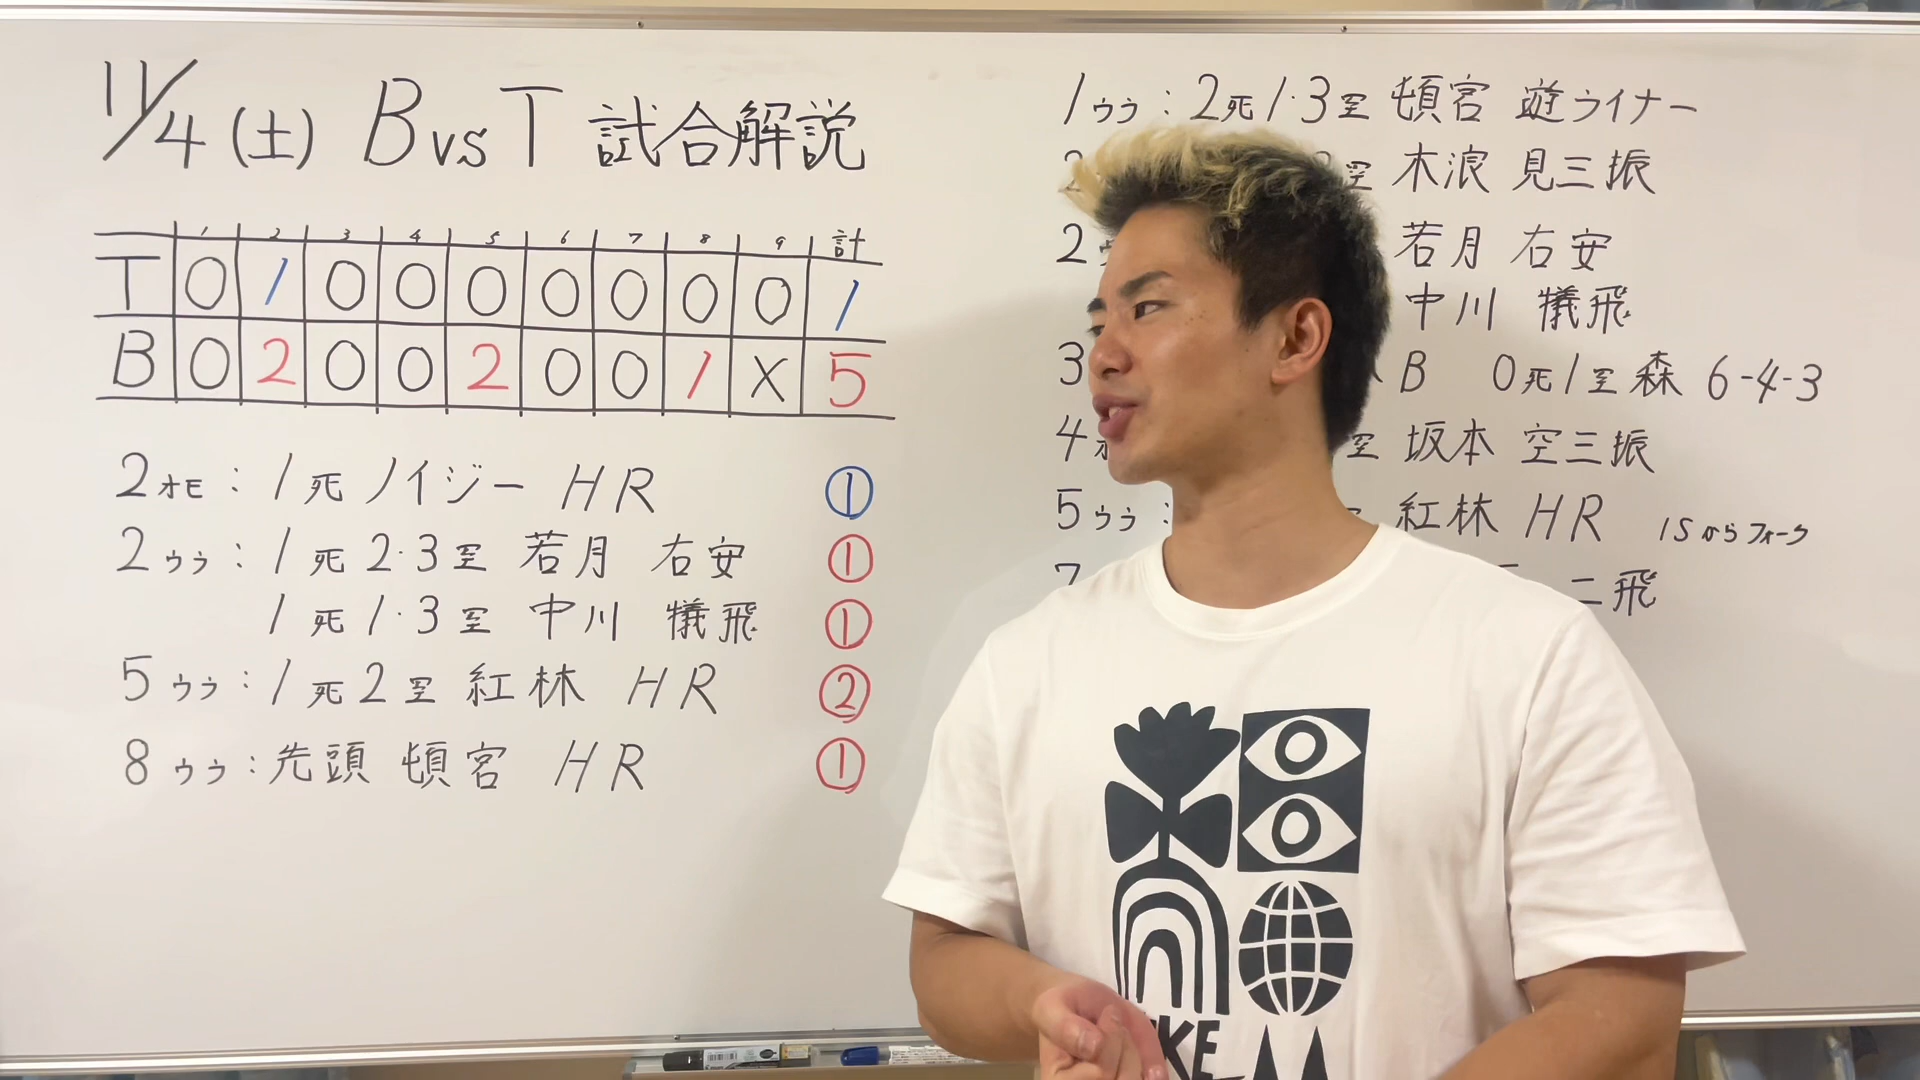 11/4(土) B vs T 試合解説
1 2 3 4 5 6 7 8 9 計
T 0 1 0 0 0 0 0 0 0 1
B 0 2 0 0 2 0 0 1 X 5
2オモ:1死 ノイジー HR ①
2ウラ:1死2・3塁 若月 右安 ①
1死1・3塁 中川 犠飛 ①
5ウラ:1死2塁 紅林 HR ②
8ウラ:先頭 頓宮 HR ①
1ウラ:2死1・3塁 頓宮 遊ライナー
塁 木浪 見三振
2 若月 右安
中川 犠飛
3 B 0死1塁 森 6-4-3
4 塁 坂本 空三振
5ウラ: 紅林 HR 1Sからフォーク
7 二飛
KE